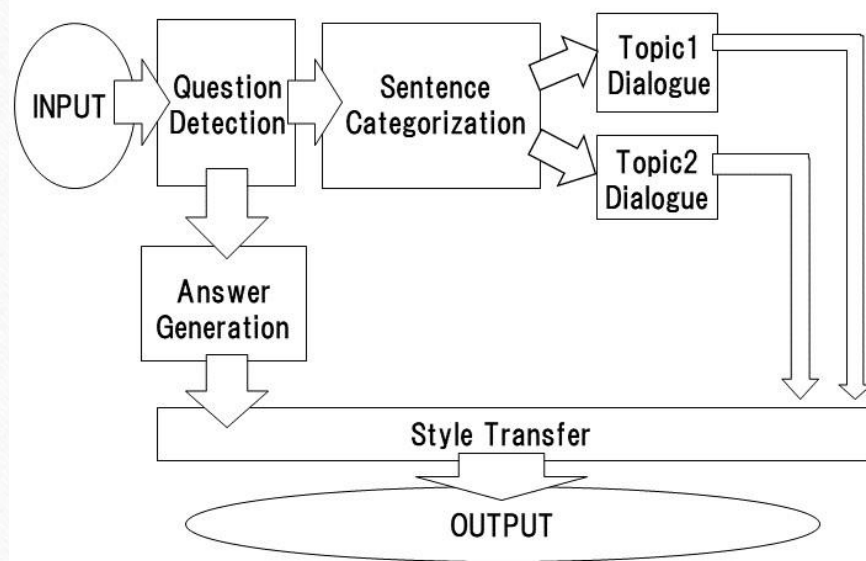 INPUT
Question
Detection
Sentence
Categorization
Topic1
Dialogue
Topic2
Dialogue
Answer
Generation
Style Transfer
OUTPUT